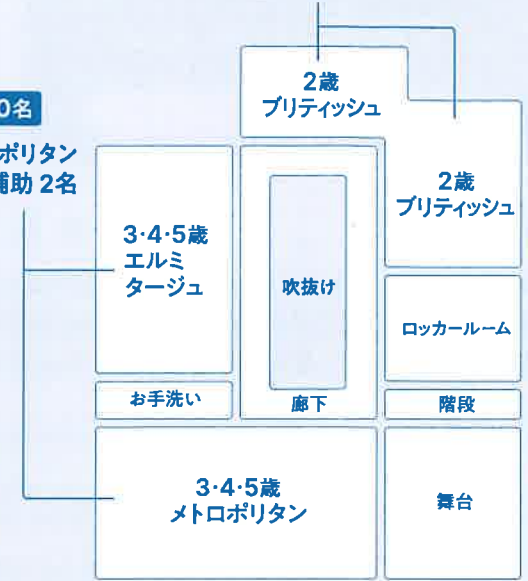 2歳
ブリティッシュ
0名
ポリタン
補助 2名
2歳
ブリティッシュ
3・4・5歳
エルミ
タージュ
吹抜け
ロッカールーム
お手洗い
廊下
階段
3・4・5歳
メトロポリタン
舞台